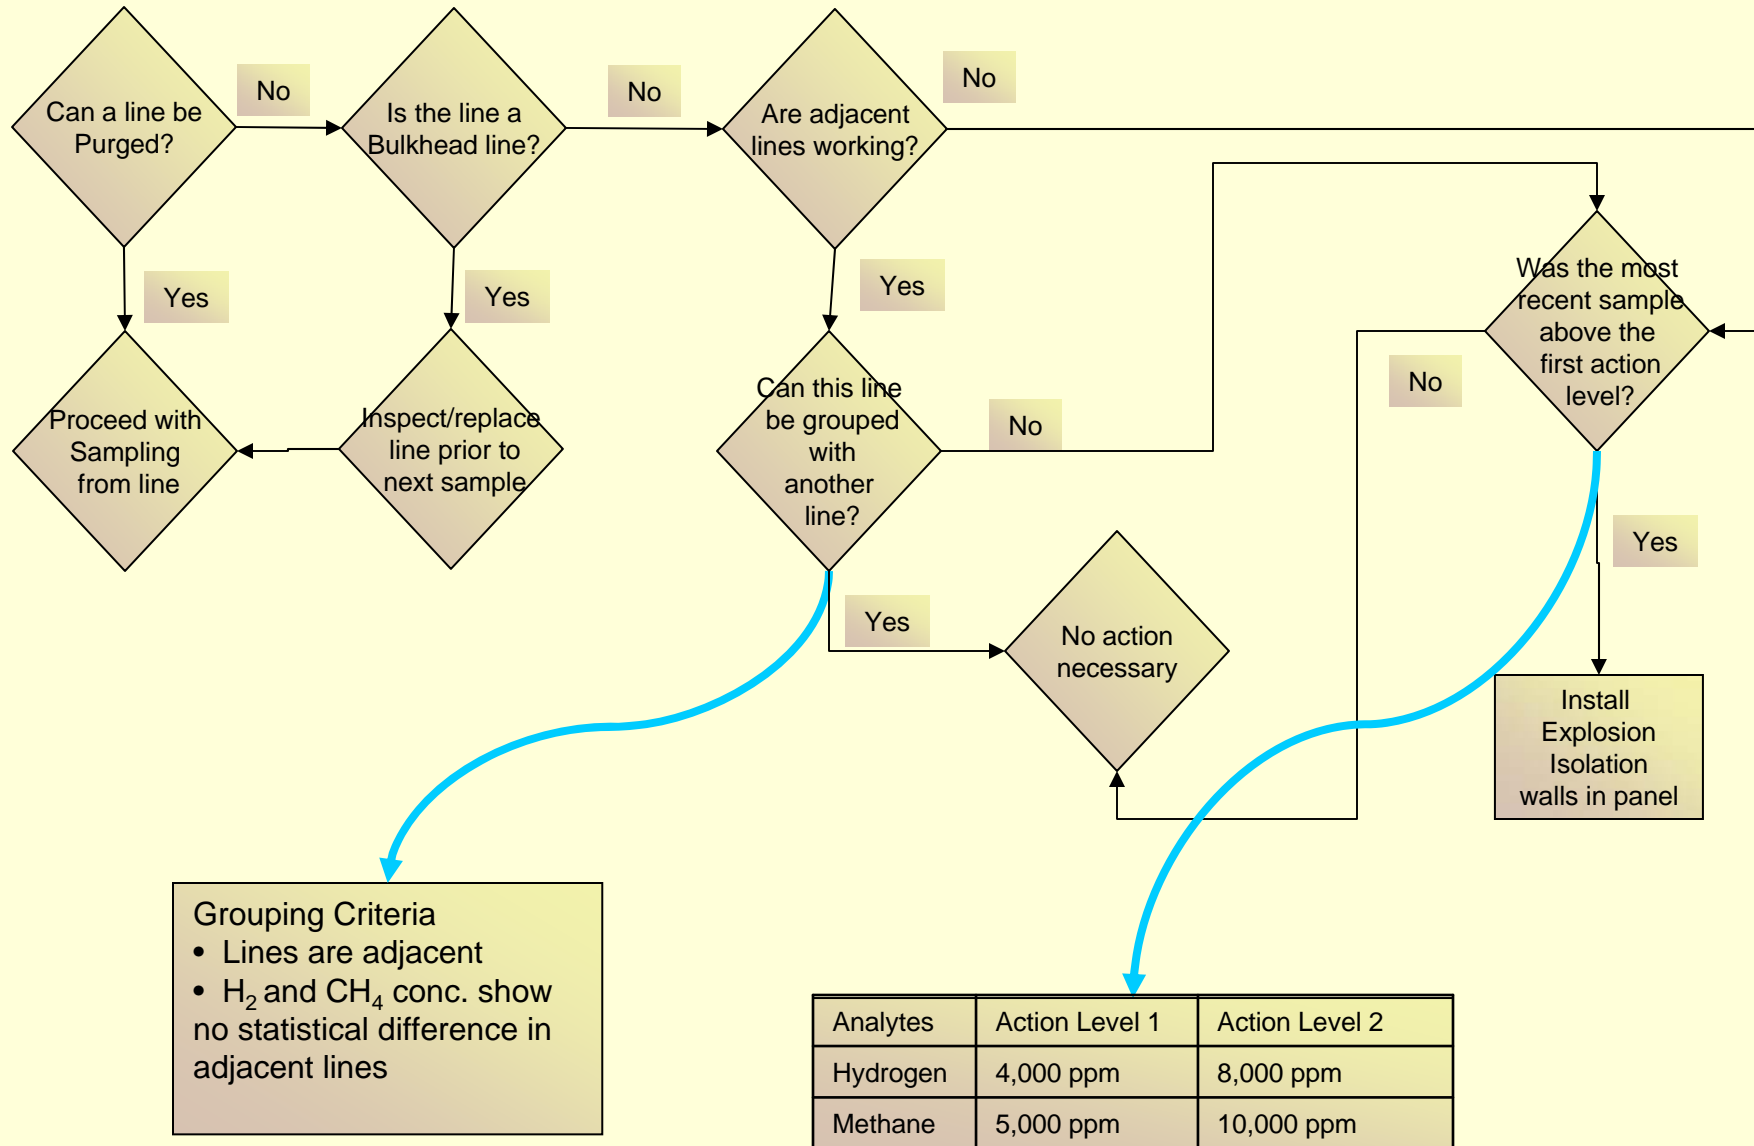 Can a line be
Purged?
No
Is the line a
Bulkhead line?
No
Are adjacent
lines working?
No
Yes
Yes
Yes
Proceed with
Sampling
from line
Inspect/replace
line prior to
next sample
Can this line
be grouped
with
another
line?
No
Was the most
recent sample
above the
first action
level?
No
Yes
Yes
No action
necessary
Install
Explosion
Isolation
walls in panel
Grouping Criteria
• Lines are adjacent
• H₂ and CH₄ conc. show
no statistical difference in
adjacent lines
Analytes Action Level 1 Action Level 2
Hydrogen 4,000 ppm 8,000 ppm
Methane 5,000 ppm 10,000 ppm